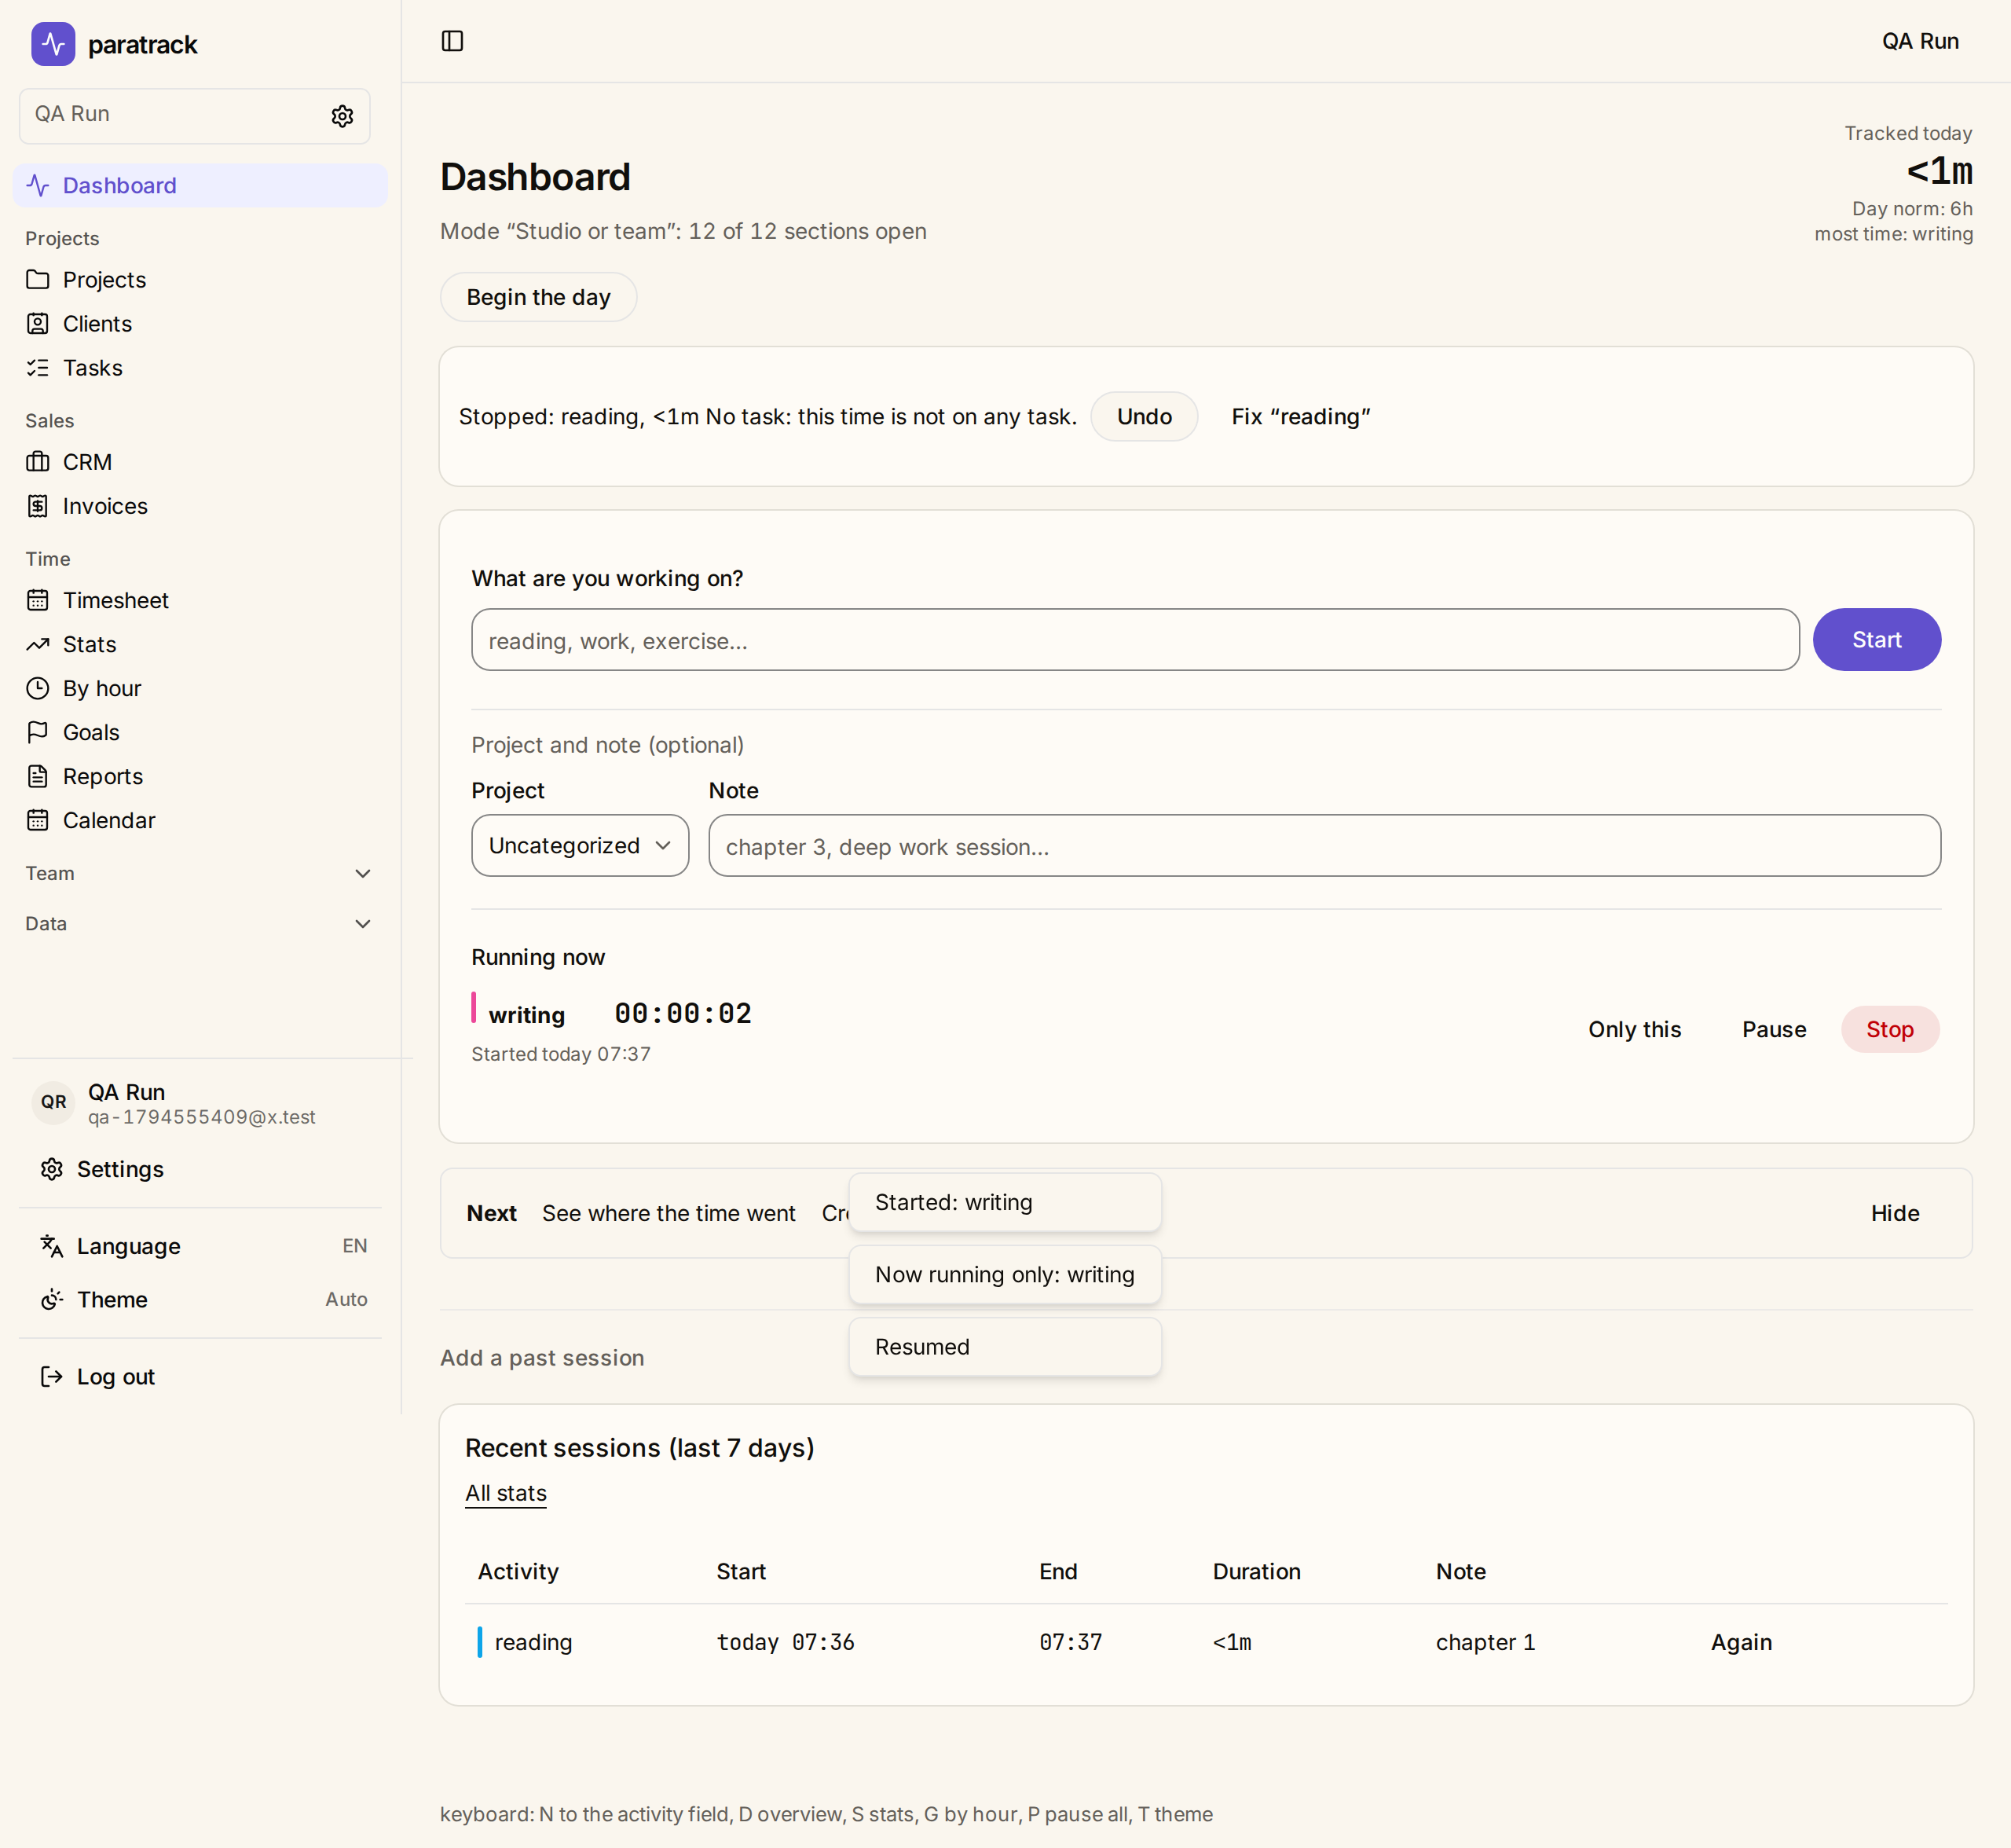 paratrack
QA Run
Dashboard
Projects
Projects
Clients
Tasks
Sales
CRM
Invoices
Time
Timesheet
Stats
By hour
Goals
Reports
Calendar
Team
Data
QR
QA Run
qa-1794555409@x.test
Settings
Language EN
Theme Auto
Log out
QA Run
Dashboard
Mode “Studio or team”: 12 of 12 sections open
Tracked today
<1m
Day norm: 6h
most time: writing
Begin the day
Stopped: reading, <1m No task: this time is not on any task. Undo Fix “reading”
What are you working on?
reading, work, exercise... Start
Project and note (optional)
Project Note
Uncategorized chapter 3, deep work session...
Running now
writing 00:00:02
Started today 07:37
Only this Pause Stop
Next See where the time went Hide
Started: writing
Now running only: writing
Resumed
Add a past session
Recent sessions (last 7 days)
All stats
Activity Start End Duration Note
reading today 07:36 07:37 <1m chapter 1 Again
keyboard: N to the activity field, D overview, S stats, G by hour, P pause all, T theme